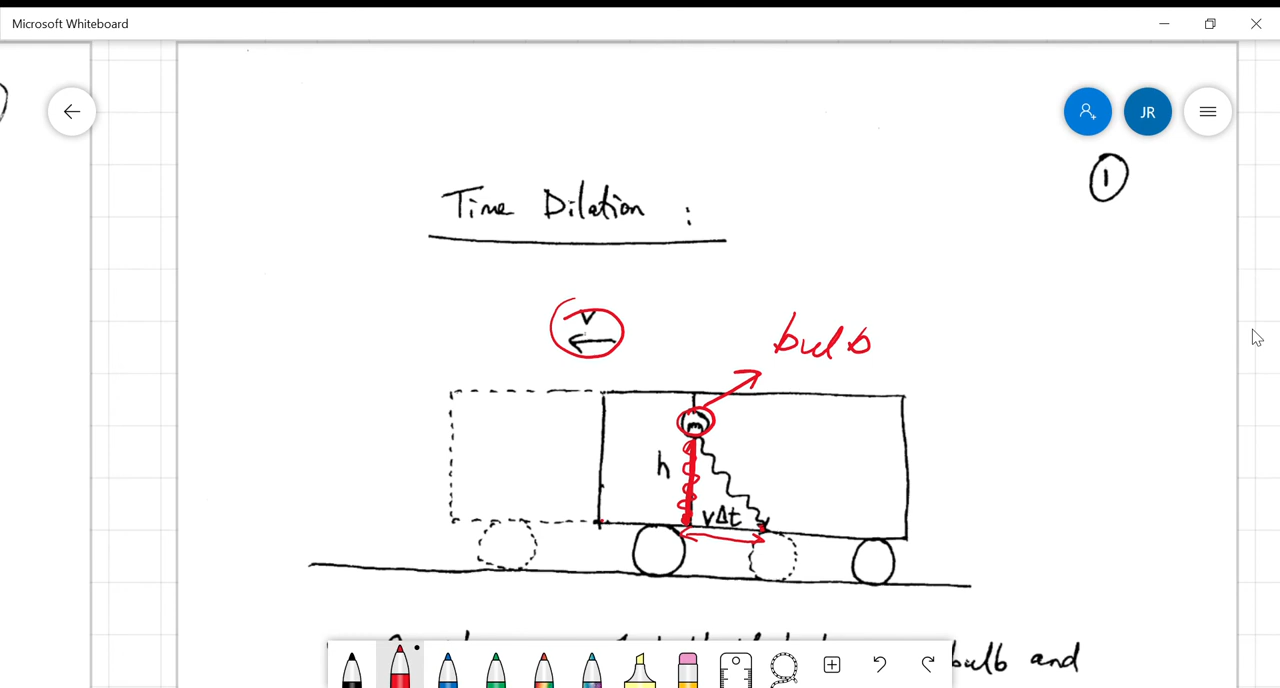 Microsoft Whiteboard
JR
①
Time Dilation :
v
bulb
h
vΔt
bulb and